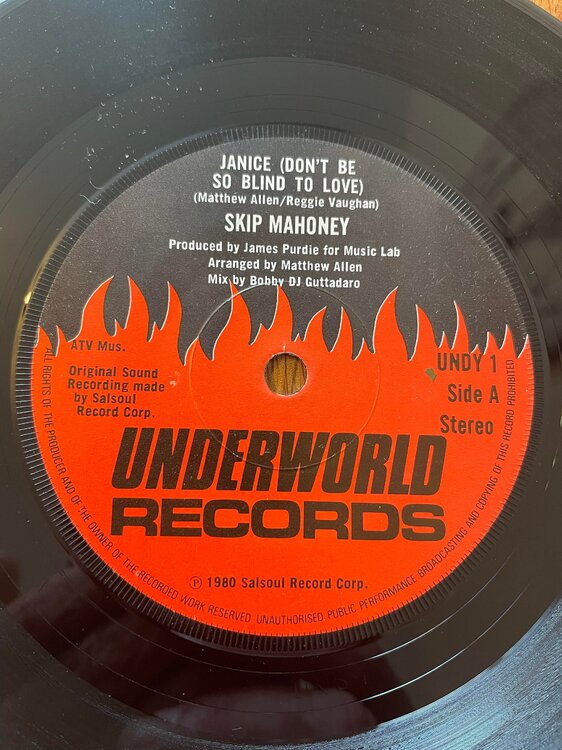 JANICE (DON'T BE
SO BLIND TO LOVE)
(Matthew Allen/Reggie Vaughan)
SKIP MAHONEY
Produced by James Purdie for Music Lab
Arranged by Matthew Allen
Mix by Bobby DJ Guttadaro
ATV Mus.
Original Sound
Recording made
by Salsoul
Record Corp.
UNDY 1
Side A
Stereo
UNDERWORLD
RECORDS
℗ 1980 Salsoul Record Corp.
ALL RIGHTS OF THE PRODUCER AND OF THE OWNER OF THE RECORDED WORK RESERVED UNAUTHORISED PUBLIC PERFORMANCE BROADCASTING AND COPYING OF THIS RECORD PROHIBITED